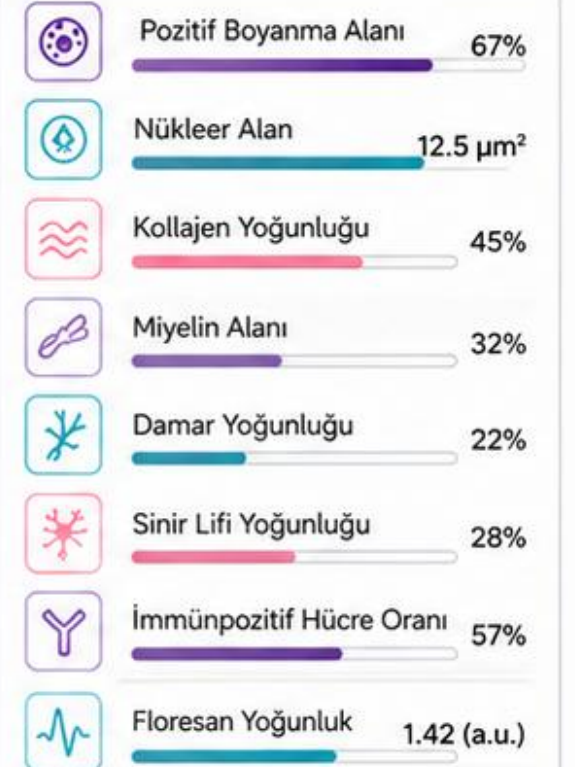 Pozitif Boyanma Alanı
67%
Nükleer Alan
12.5 µm²
Kollajen Yoğunluğu
45%
Miyelin Alanı
32%
Damar Yoğunluğu
22%
Sinir Lifi Yoğunluğu
28%
İmmünpozitif Hücre Oranı
57%
Floresan Yoğunluk
1.42 (a.u.)